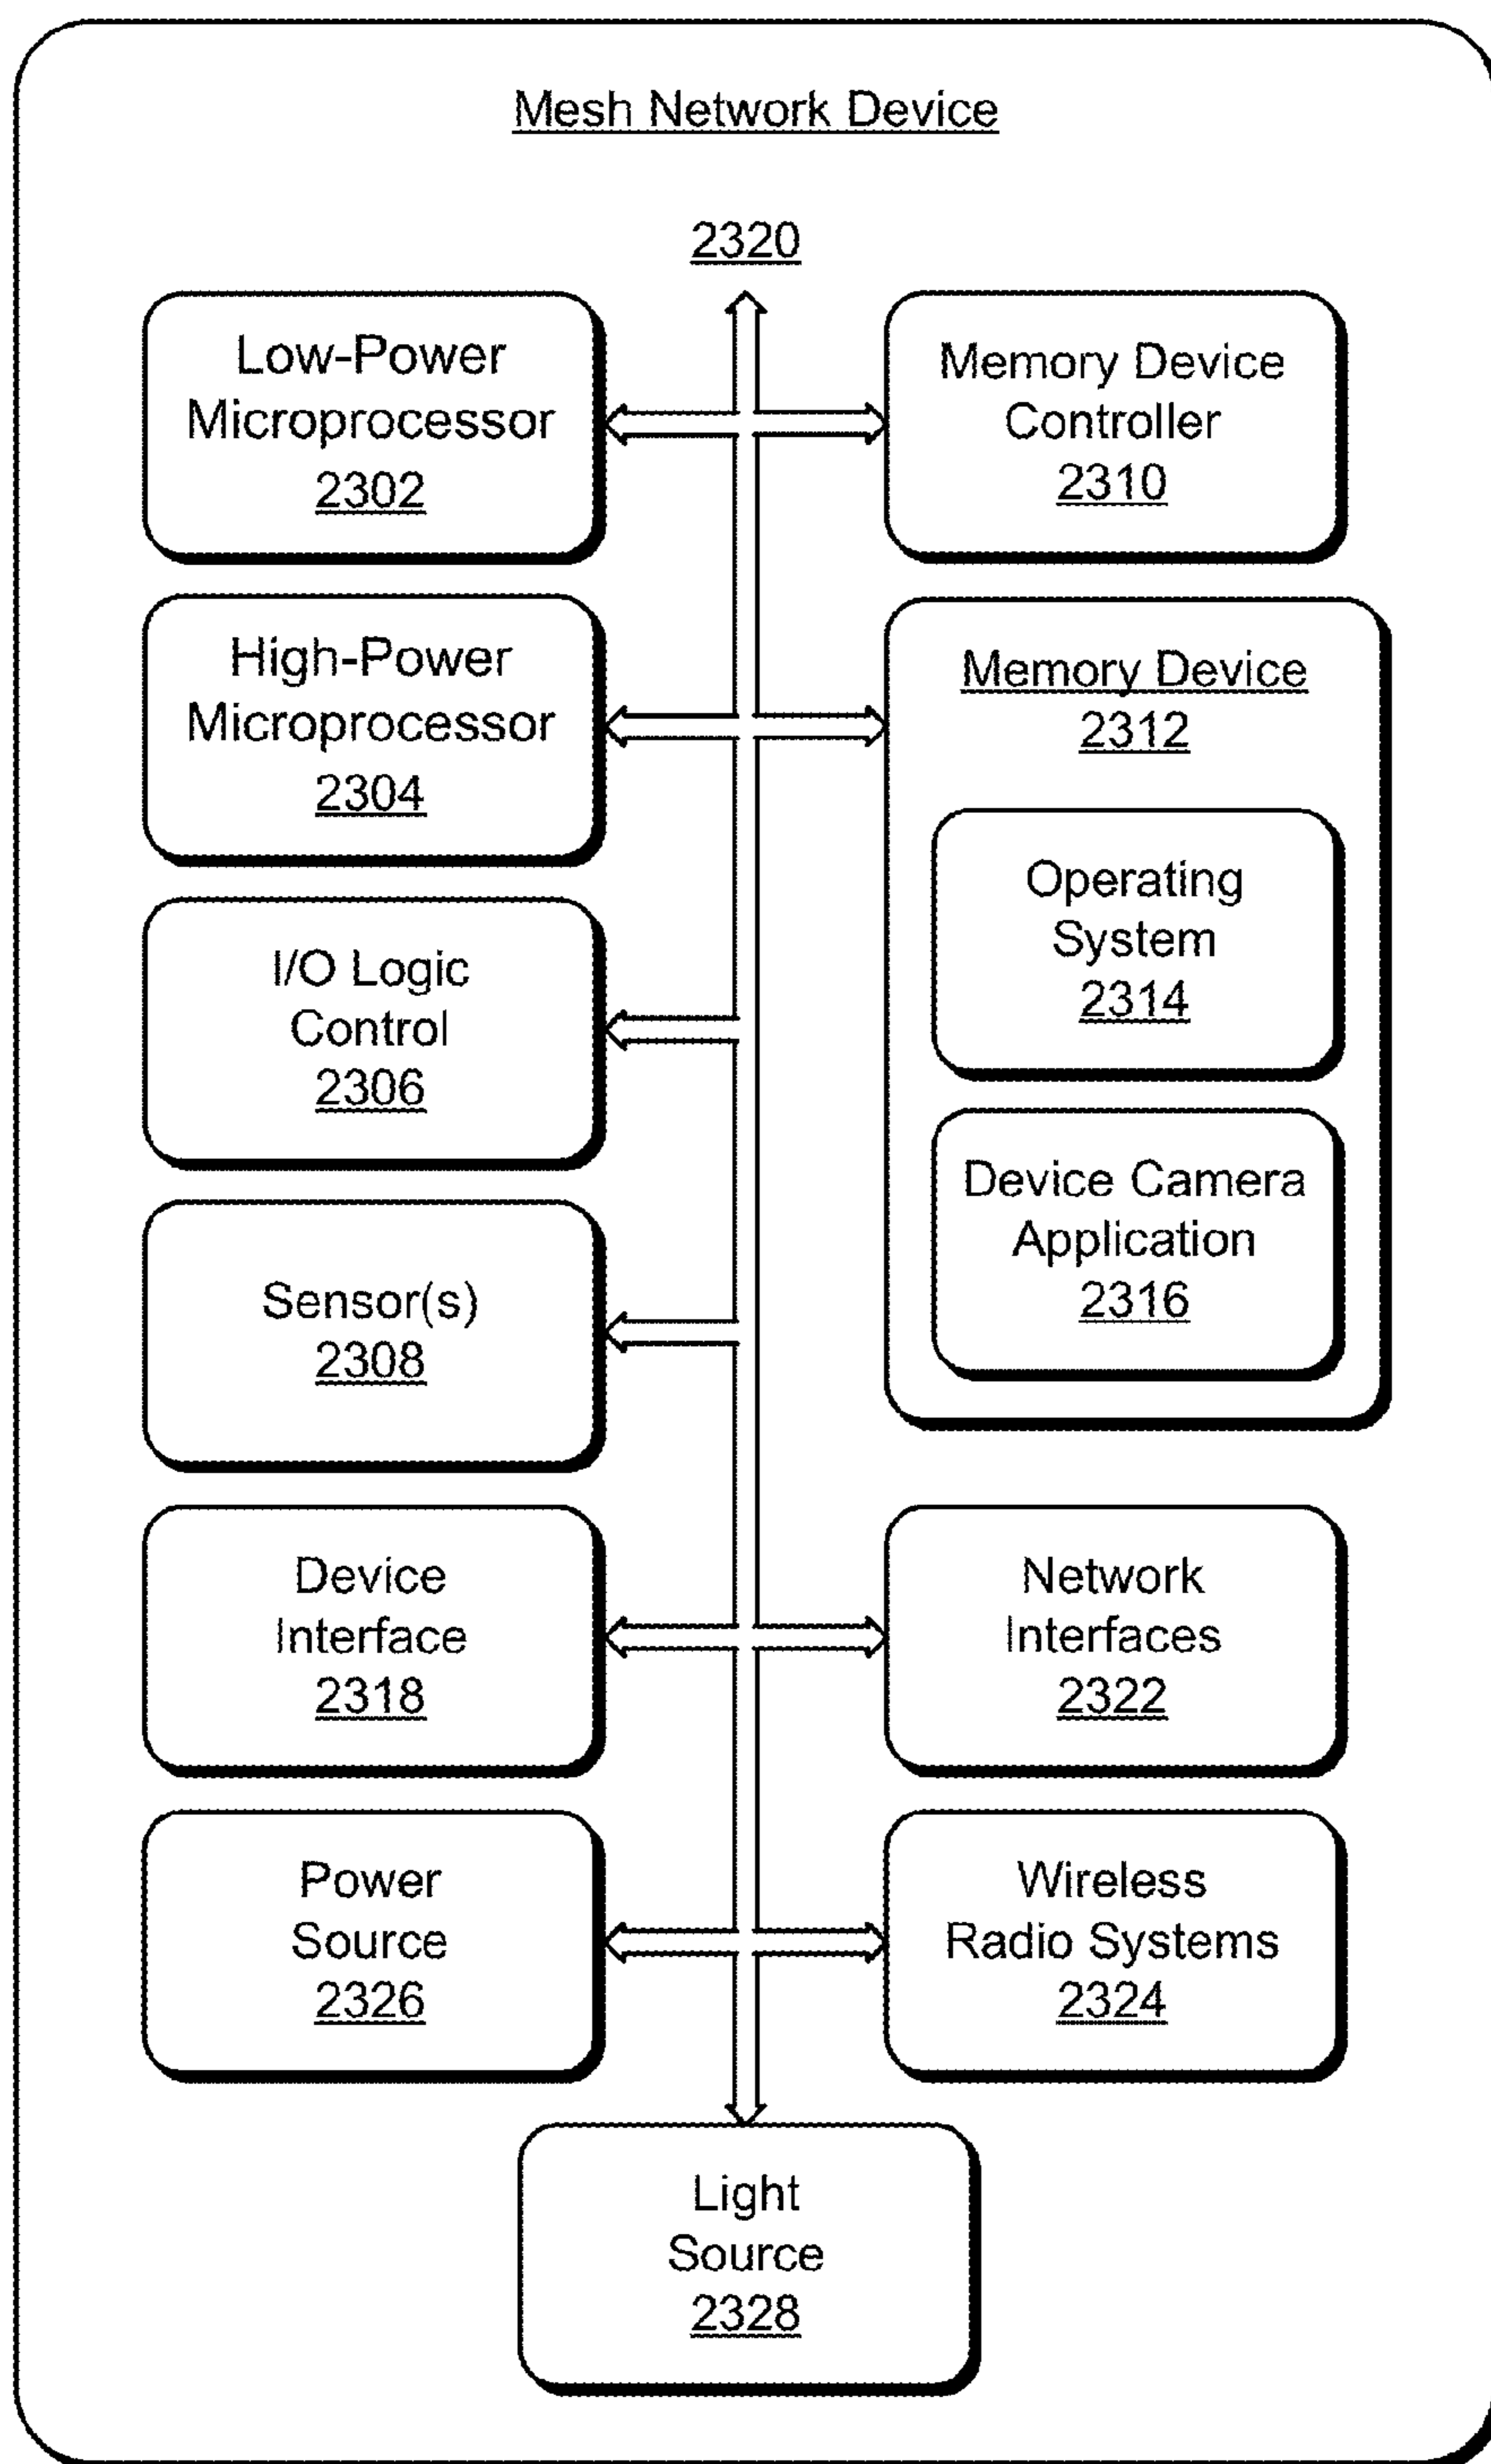 Mesh Network Device
2320
Low-Power
Microprocessor
2302
Memory Device
Controller
2310
High-Power
Microprocessor
2304
Memory Device
2312
Operating
System
2314
I/O Logic
Control
2306
Device Camera
Application
2316
Sensor(s)
2308
Device
Interface
2318
Network
Interfaces
2322
Power
Source
2326
Wireless
Radio Systems
2324
Light
Source
2328